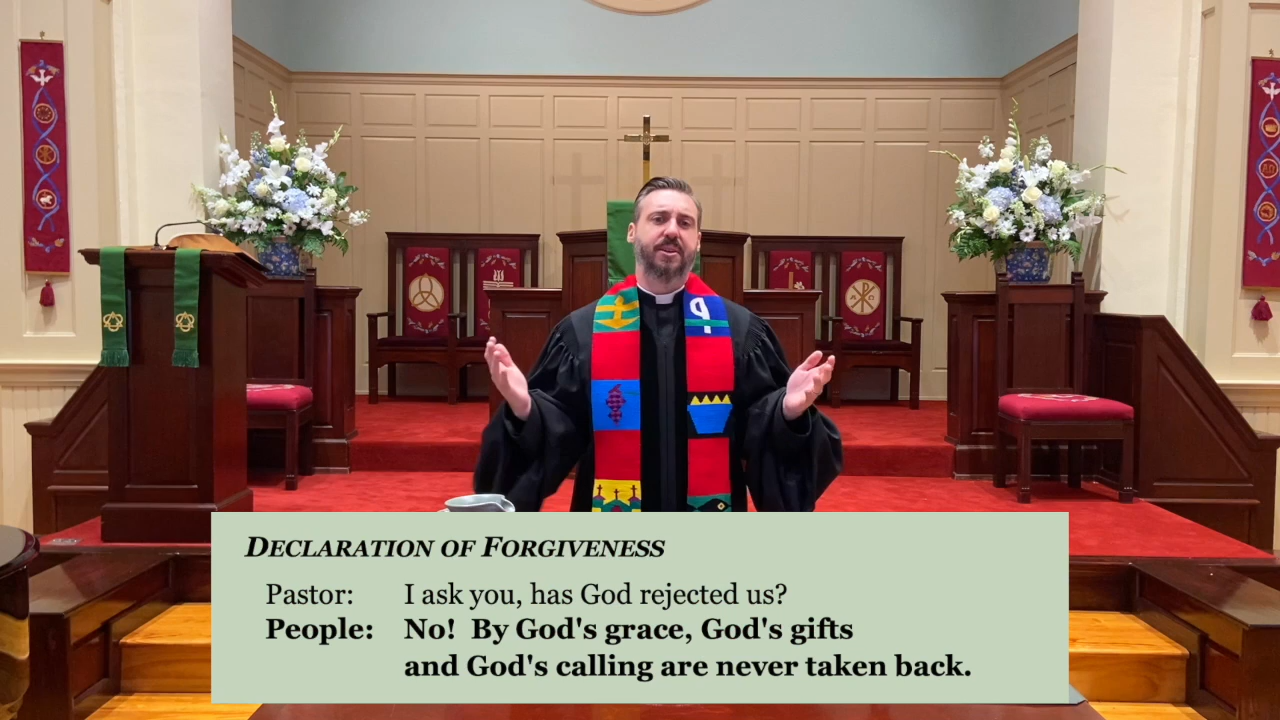 DECLARATION OF FORGIVENESS
Pastor: I ask you, has God rejected us?
People: No! By God's grace, God's gifts
and God's calling are never taken back.